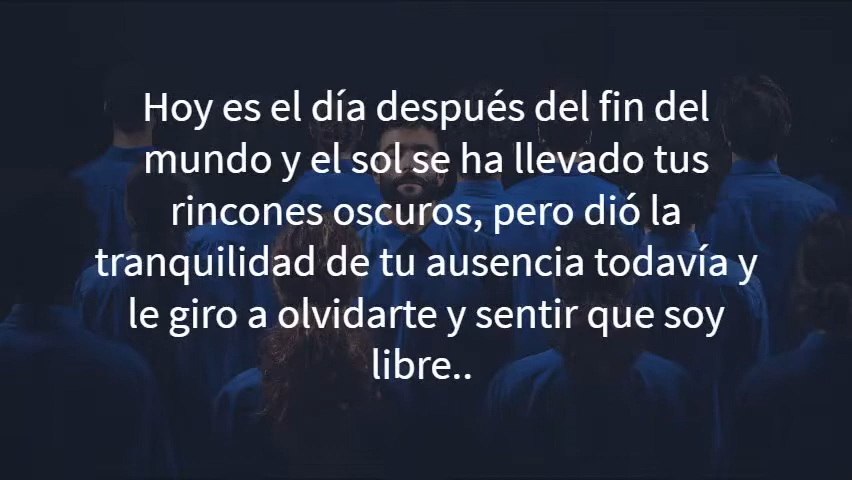 Hoy es el día después del fin del
mundo y el sol se ha llevado tus
rincones oscuros, pero dió la
tranquilidad de tu ausencia todavía y
le giro a olvidarte y sentir que soy
libre..